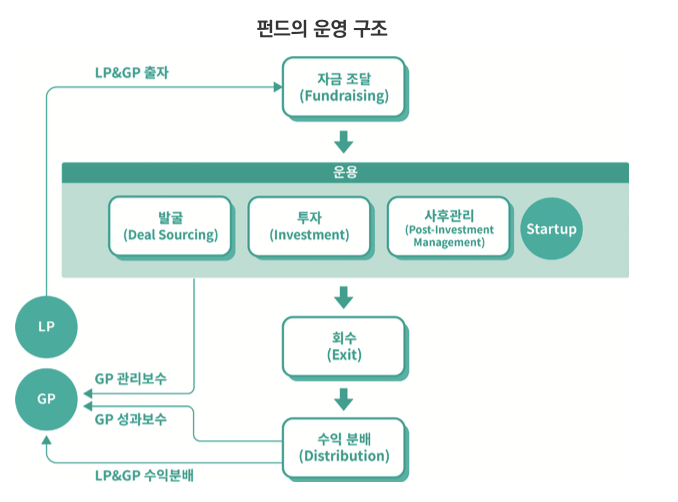 펀드의 운영 구조
LP&GP 출자
자금 조달
(Fundraising)
운용
발굴
(Deal Sourcing)
투자
(Investment)
사후관리
(Post-Investment
Management)
Startup
LP
회수
(Exit)
GP 관리보수
GP
GP 성과보수
수익 분배
(Distribution)
LP&GP 수익분배